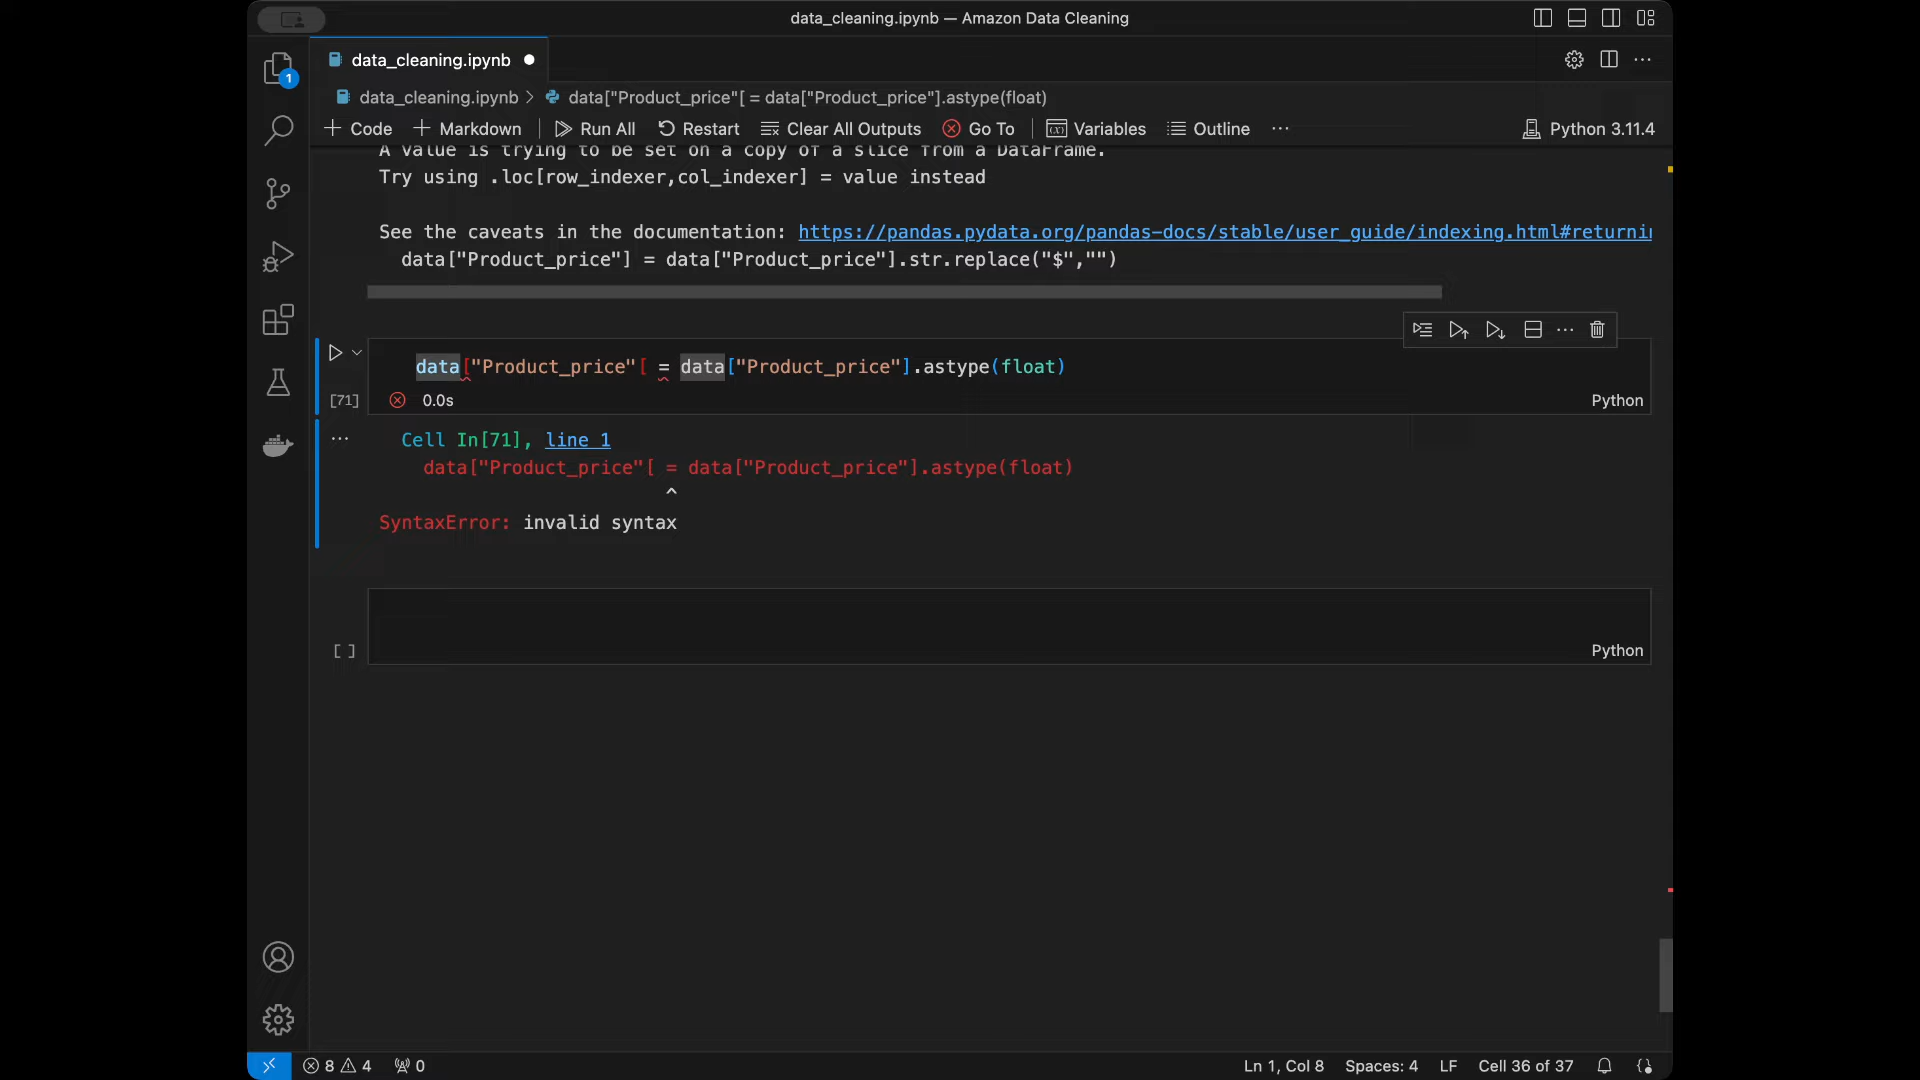 data_cleaning.ipynb — Amazon Data Cleaning
1
data_cleaning.ipynb
data_cleaning.ipynb > data["Product_price"[ = data["Product_price"].astype(float)
+ Code + Markdown Run All Restart Clear All Outputs Go To Variables Outline ... Python 3.11.4
A value is trying to be set on a copy of a slice from a DataFrame.
Try using .loc[row_indexer,col_indexer] = value instead
See the caveats in the documentation: https://pandas.pydata.org/pandas-docs/stable/user_guide/indexing.html#returnin
data["Product_price"] = data["Product_price"].str.replace("$","")
data["Product_price"[ = data["Product_price"].astype(float)
[71] 0.0s Python
Cell In[71], line 1
data["Product_price"[ = data["Product_price"].astype(float)
^
SyntaxError: invalid syntax
[ ] Python
8 4 0 Ln 1, Col 8 Spaces: 4 LF Cell 36 of 37